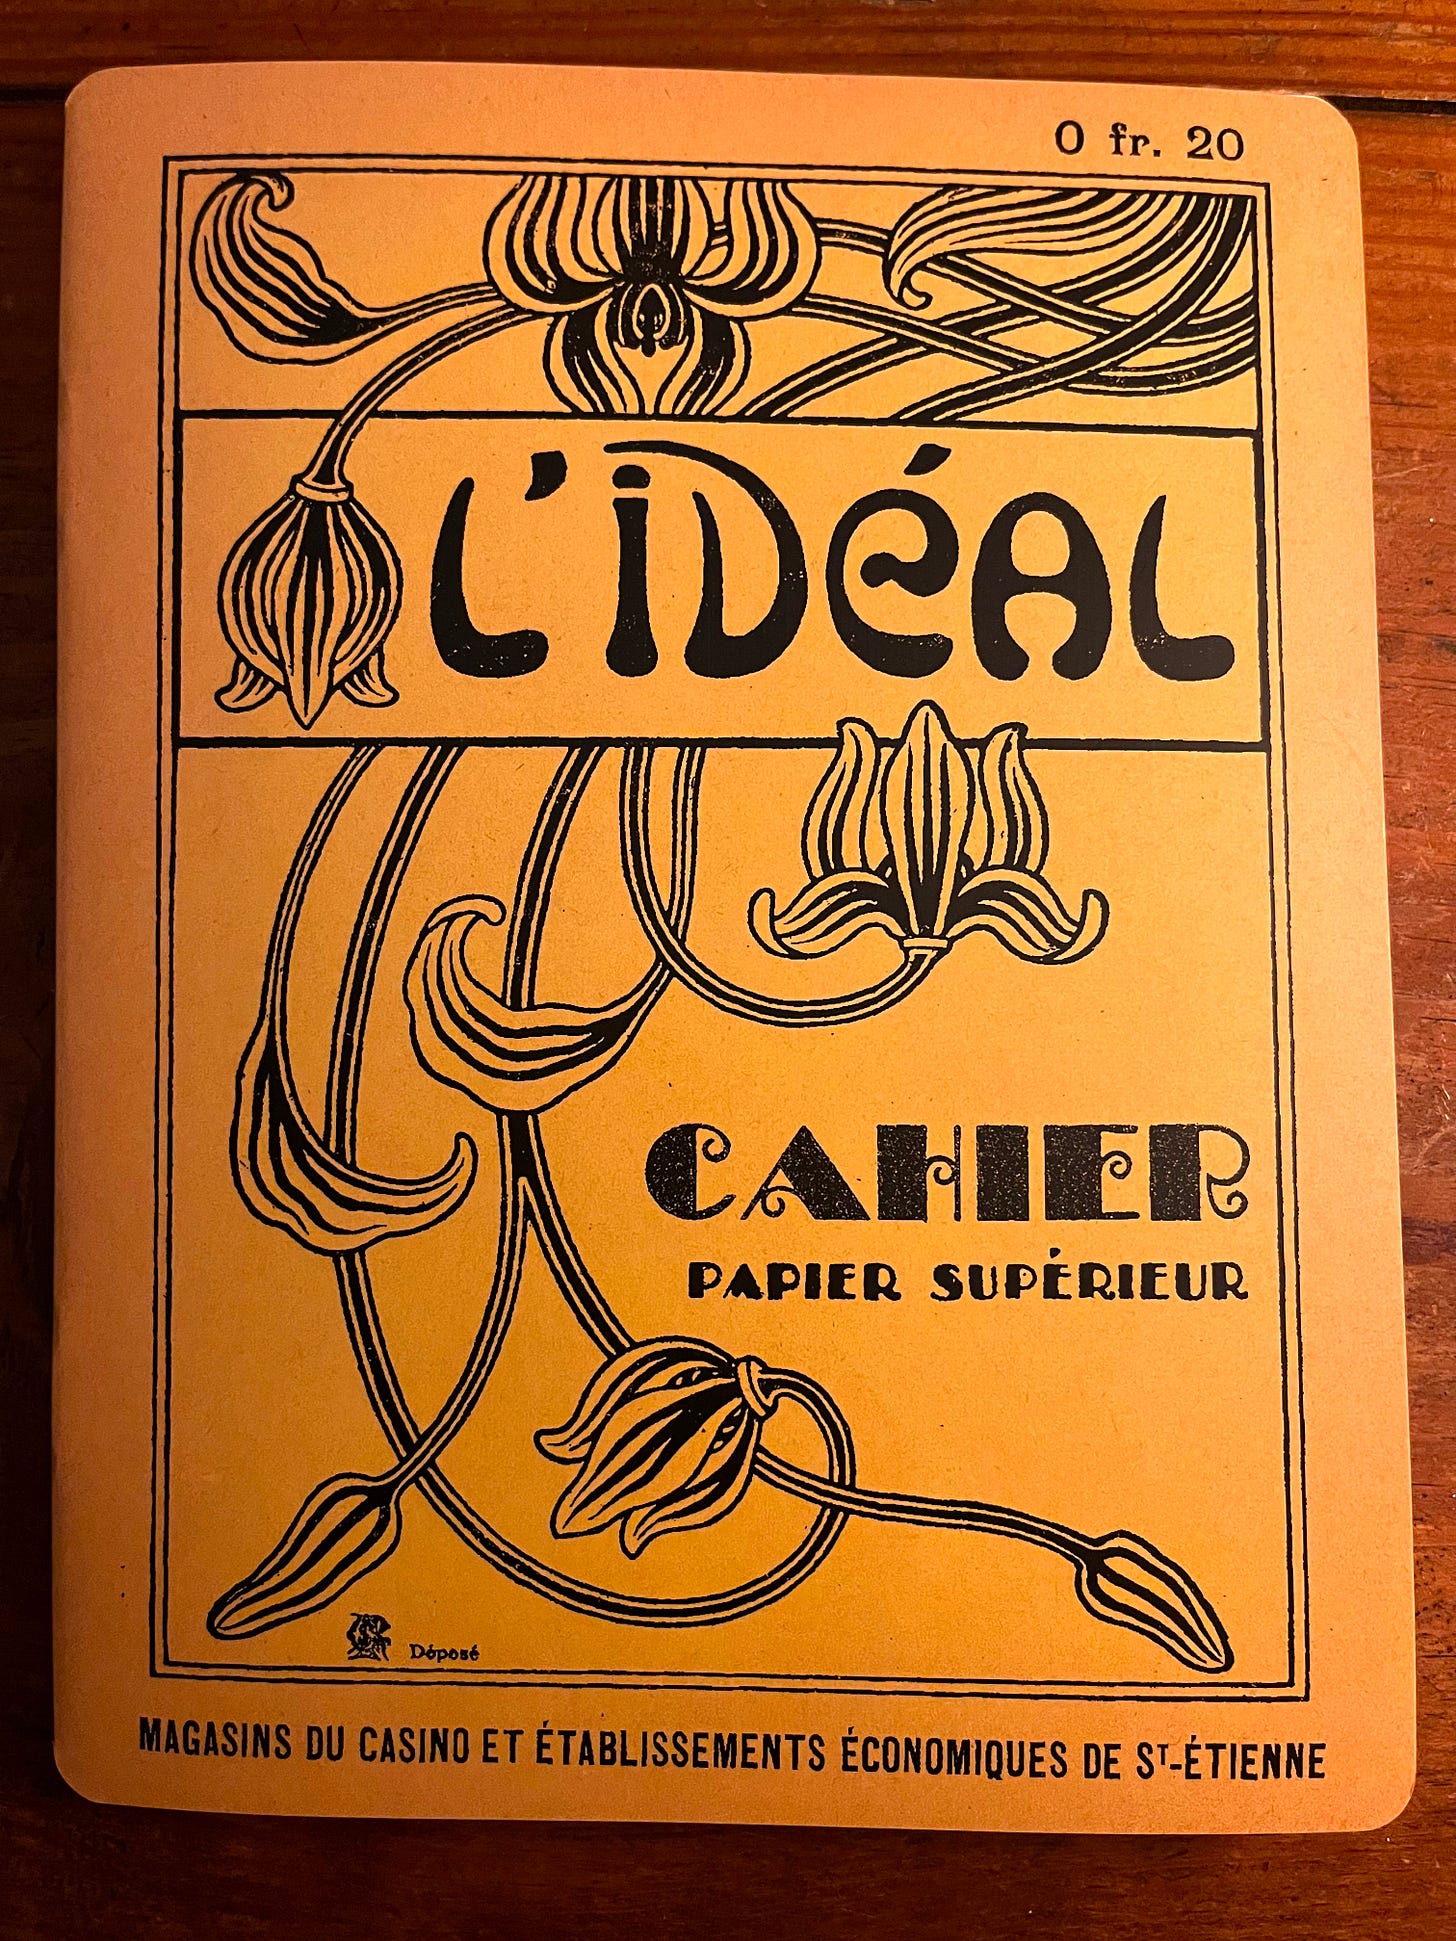 0 fr. 20
L'iDéAL
CAHIER
PAPIER SUPÉRIEUR
Déposé
MAGASINS DU CASINO ET ÉTABLISSEMENTS ÉCONOMIQUES DE Sᵀ-ÉTIENNE